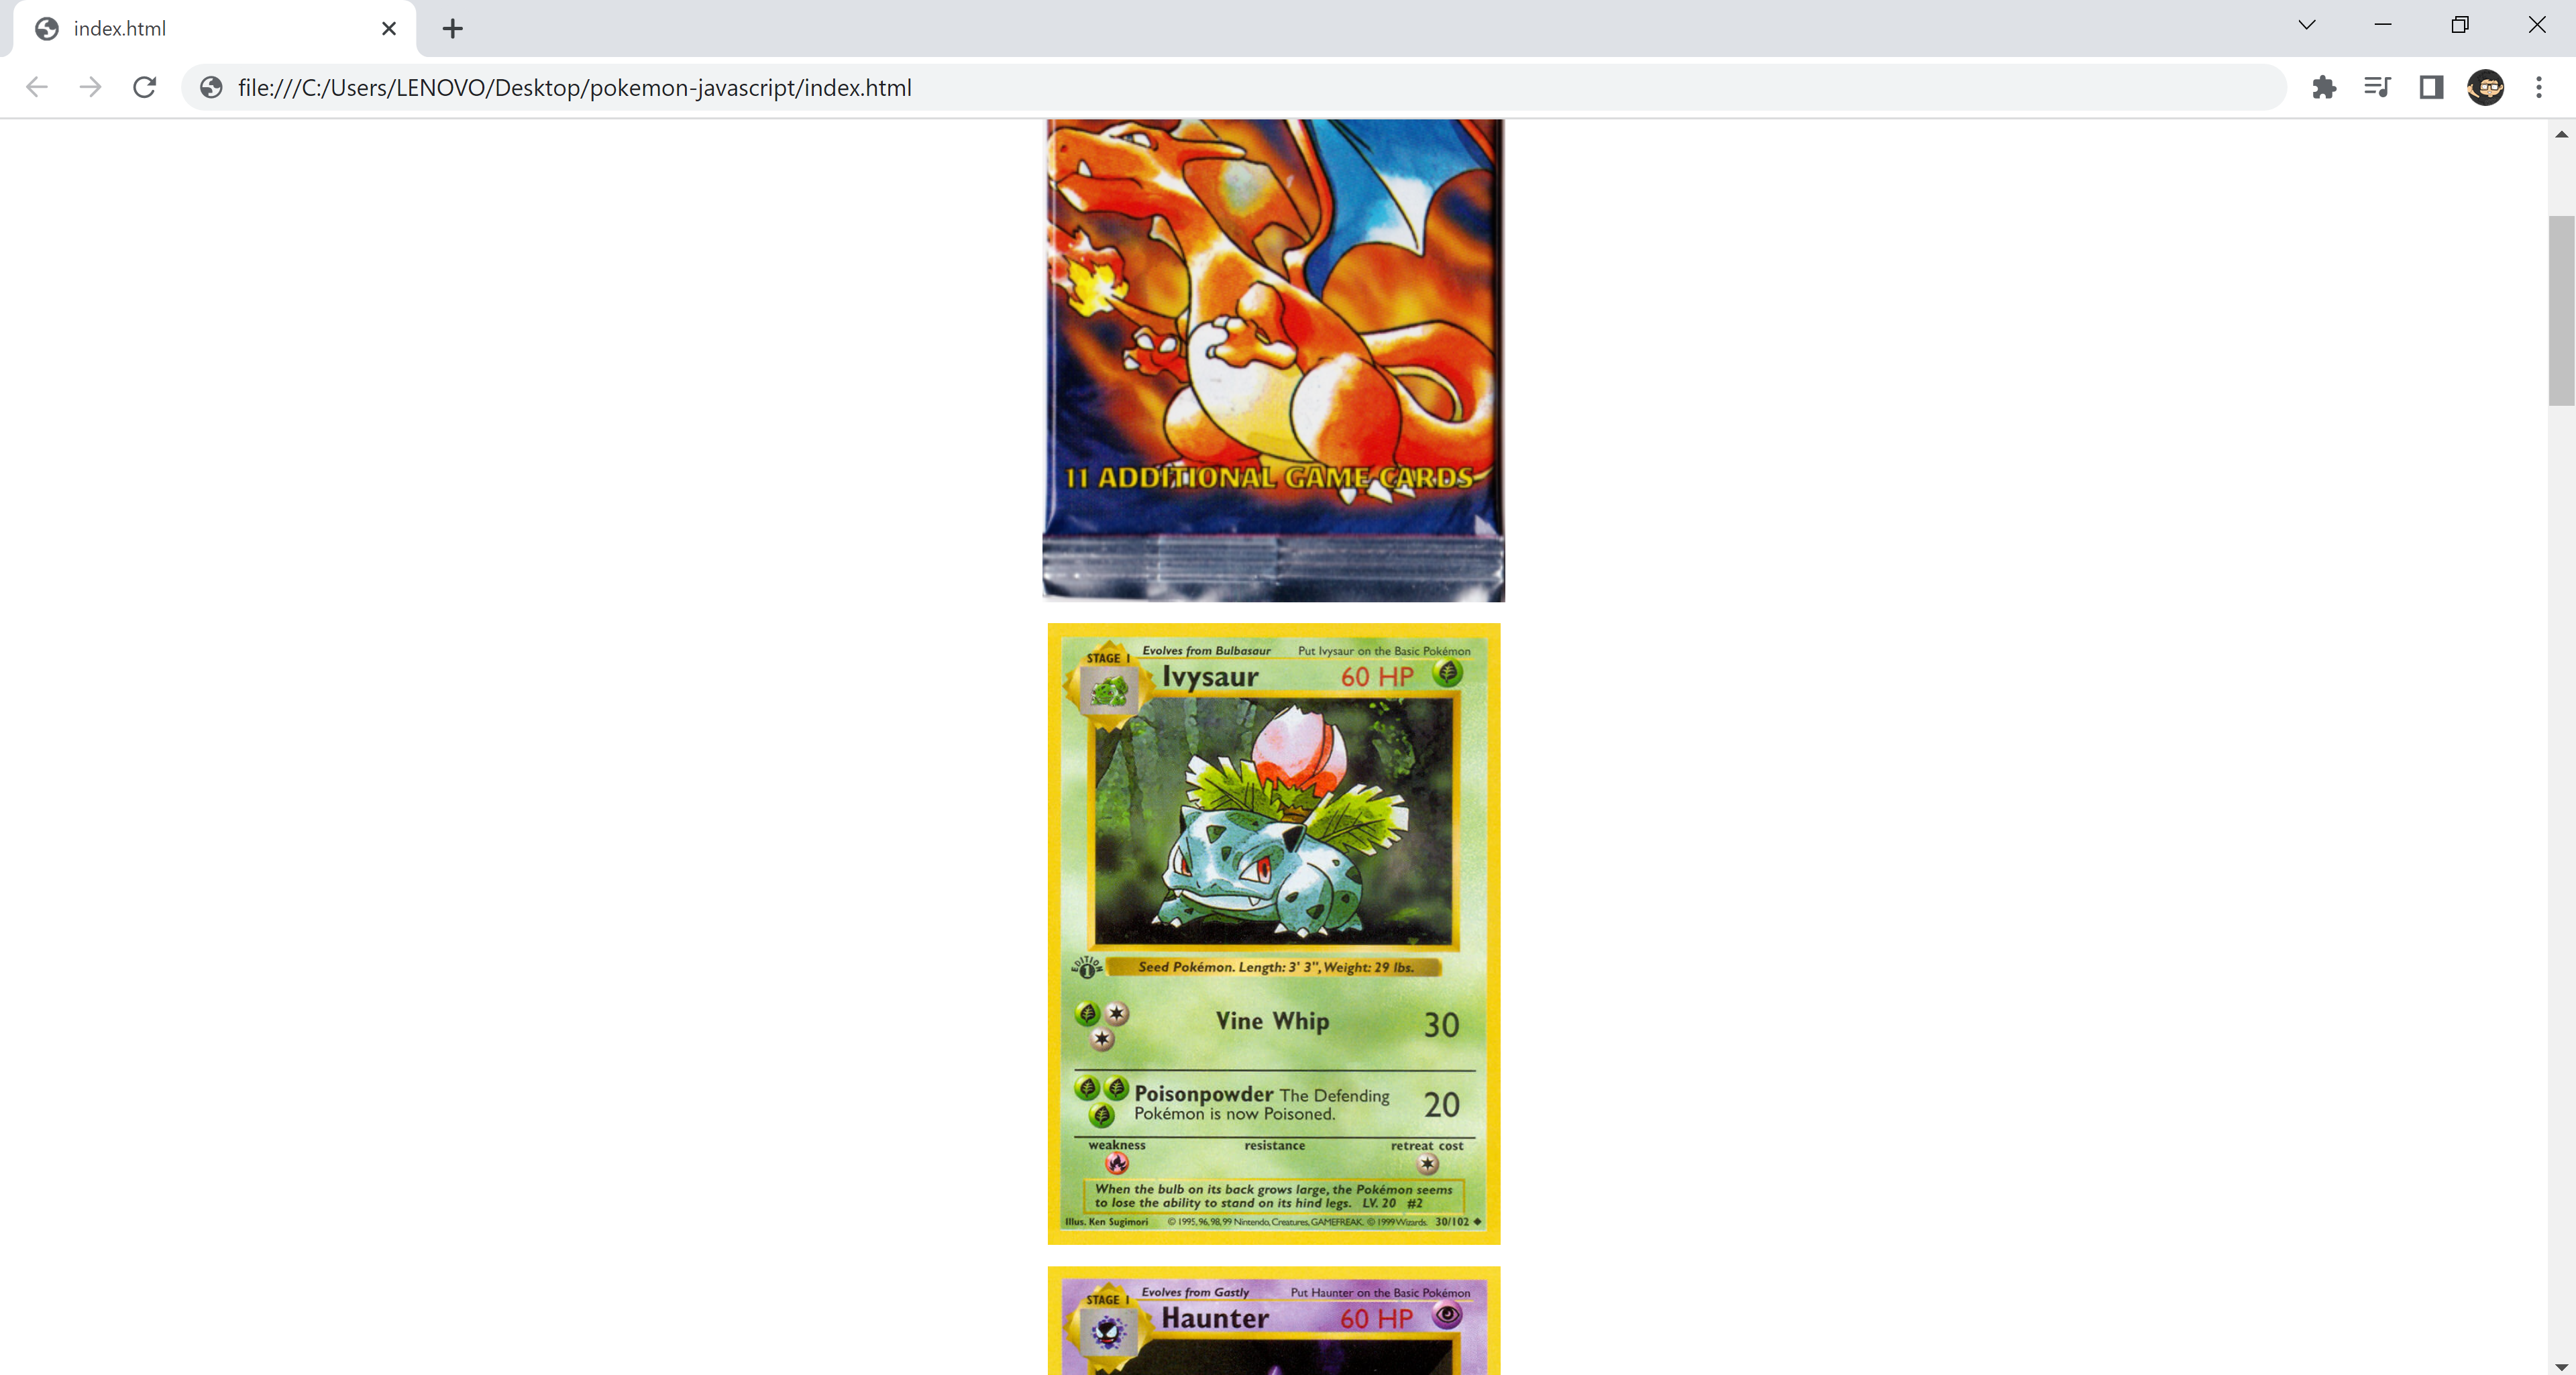 index.html
file:///C:/Users/LENOVO/Desktop/pokemon-javascript/index.html
11 ADDITIONAL GAME CARDS
STAGE 1
Evolves from Bulbasaur Put Ivysaur on the Basic Pokémon
Ivysaur 60 HP
EDITION 1
Seed Pokémon. Length: 3' 3", Weight: 29 lbs.
Vine Whip 30
Poisonpowder The Defending
Pokémon is now Poisoned. 20
weakness resistance retreat cost
When the bulb on its back grows large, the Pokémon seems
to lose the ability to stand on its hind legs. LV. 20 #2
Illus. Ken Sugimori © 1995, 96, 98, 99 Nintendo, Creatures, GAMEFREAK. © 1999 Wizards. 30/102
STAGE 1
Evolves from Gastly Put Haunter on the Basic Pokémon
Haunter 60 HP